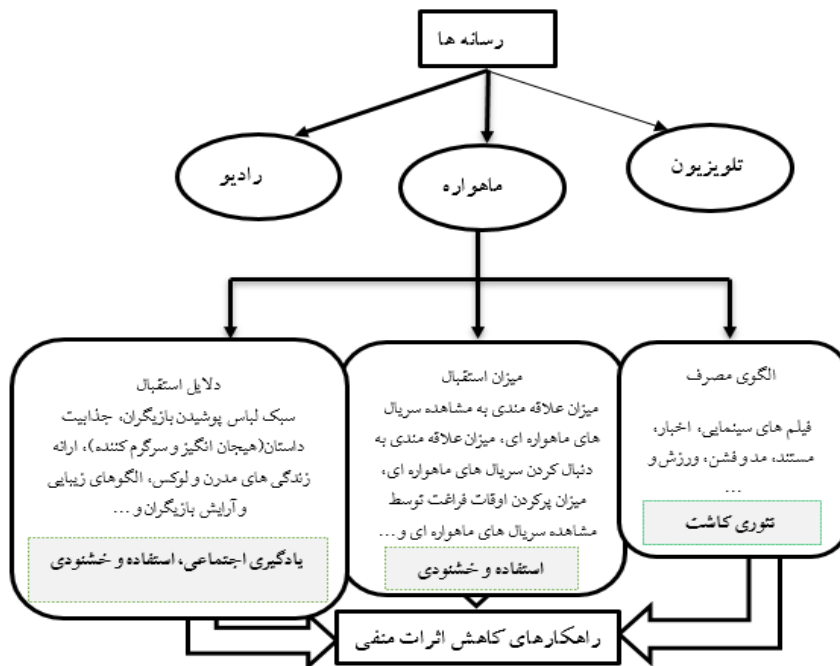 رسانه ها
تلویزیون
ماهواره
رادیو
الگوی مصرف
فیلم های سینمایی، اخبار،
مستند، مد و فشن، ورزش و
...
تئوری کاشت
میزان استقبال
میزان علاقه مندی به مشاهده سریال
های ماهواره ای، میزان علاقه مندی به
دنبال کردن سریال های ماهواره ای،
میزان پرکردن اوقات فراغت توسط
مشاهده سریال های ماهواره ای و...
استفاده و خشنودی
دلایل استقبال
سبک لباس پوشیدن بازیگران، جذابیت
داستان(هیجان انگیز و سرگرم کننده)، ارائه
زندگی های مدرن و لوکس، الگوهای زیبایی
و آرایش بازیگران و ...
یادگیری اجتماعی، استفاده و خشنودی
راهکارهای کاهش اثرات منفی